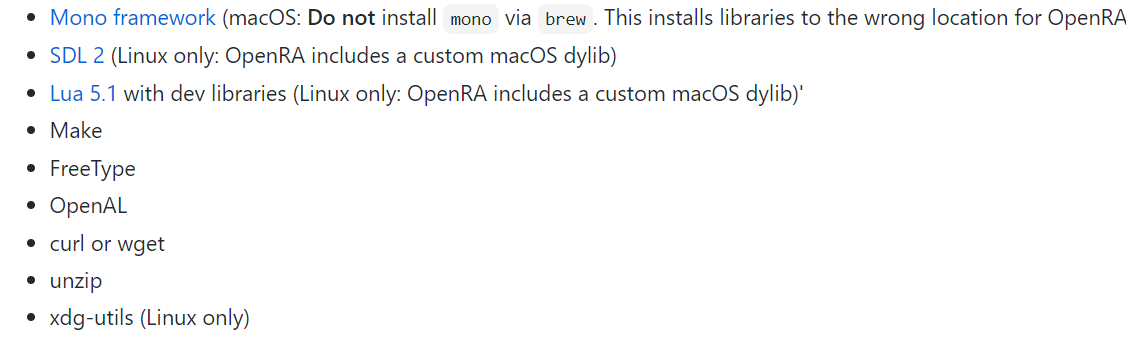 Mono framework (macOS: Do not install mono via brew. This installs libraries to the wrong location for OpenRA
SDL 2 (Linux only: OpenRA includes a custom macOS dylib)
Lua 5.1 with dev libraries (Linux only: OpenRA includes a custom macOS dylib)'
Make
FreeType
OpenAL
curl or wget
unzip
xdg-utils (Linux only)